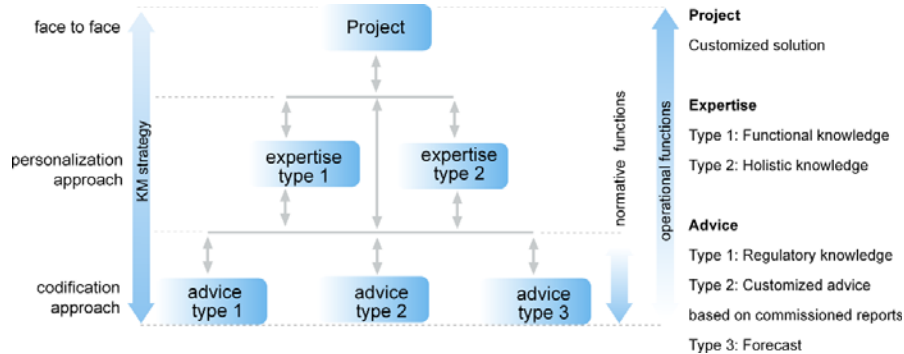 face to face
Project
Project
Customized solution
KM strategy
normative functions
operational functions
Expertise
personalization
approach
expertise
type 1
expertise
type 2
Type 1: Functional knowledge
Type 2: Holistic knowledge
Advice
codification
approach
advice
type 1
advice
type 2
advice
type 3
Type 1: Regulatory knowledge
Type 2: Customized advice
based on commissioned reports
Type 3: Forecast